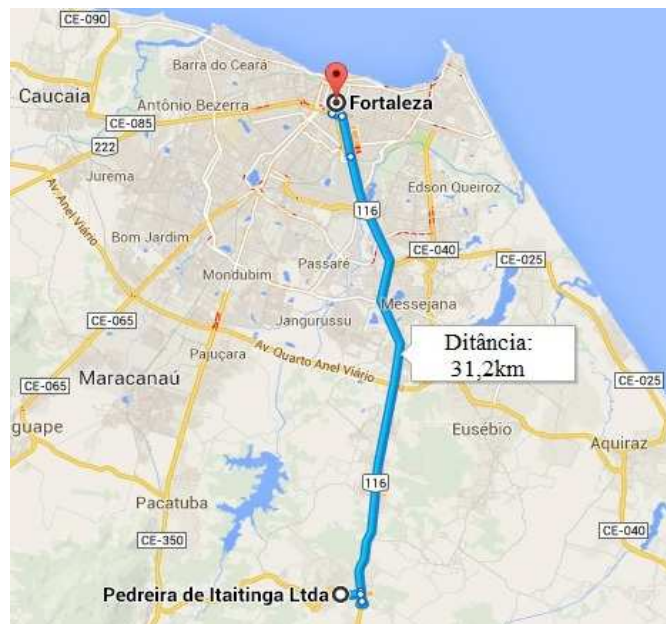 CE-090
Barra do Ceará
Caucaia
Antônio Bezerra
Fortaleza
CE-085
222
Jurema
Edson Queiroz
Av. Anel Viário
116
Bom Jardim
Passaré
CE-040
CE-025
Mondubim
Messejana
Jangurussu
CE-065
Ditância:
31,2km
Pajuçara
Av. Quarto Anel Viário
CE-065
Maracanaú
CE-025
guape
Eusébio
Aquiraz
116
Pacatuba
CE-040
CE-350
Pedreira de Itaitinga Ltda